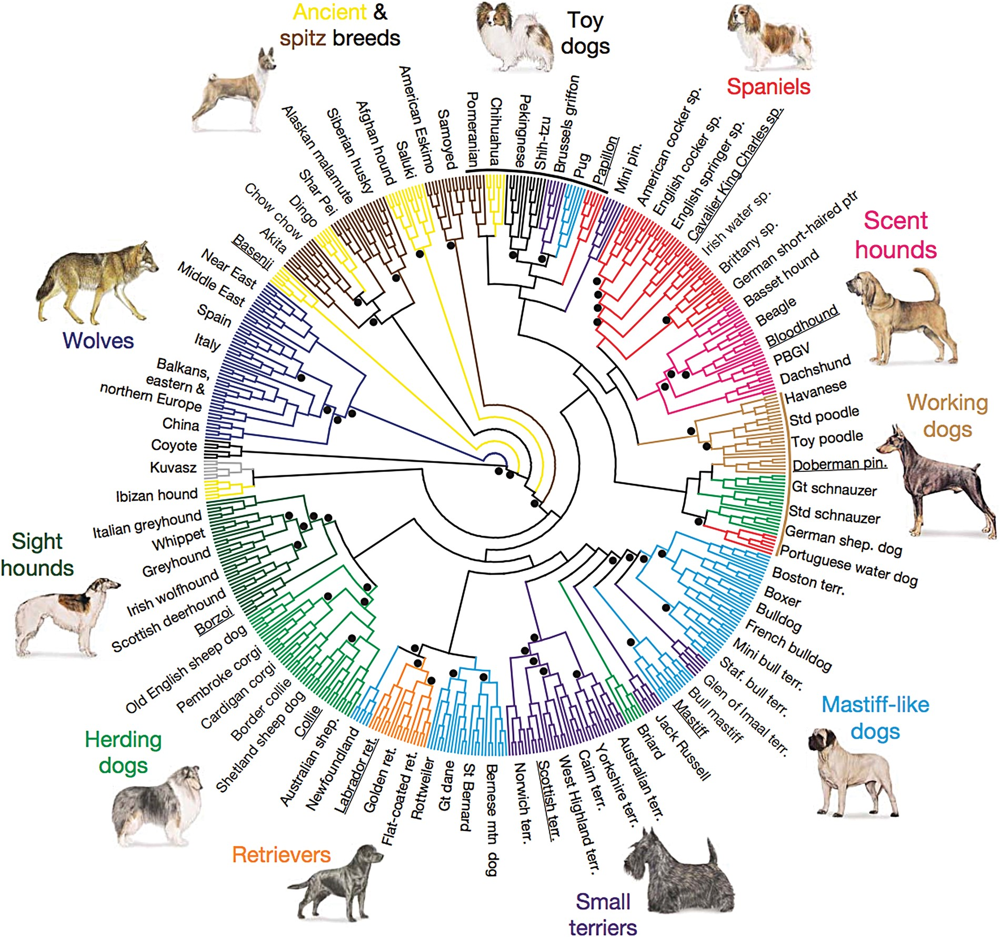 Ancient &
spitz breeds
Toy
dogs
Spaniels
Scent
hounds
Working
dogs
Mastiff-like
dogs
Small
terriers
Retrievers
Herding
dogs
Sight
hounds
Wolves
Basenji
Akita
Chow chow
Dingo
Shar Pei
Alaskan malamute
Siberian husky
Afghan hound
Saluki
American Eskimo
Samoyed
Pomeranian
Chihuahua
Pekingnese
Shih-tzu
Brussels griffon
Pug
Papillon
Mini pin.
American cocker sp.
English cocker sp.
English springer sp.
Cavalier King Charles sp.
Irish water sp.
Brittany sp.
German short-haired ptr
Basset hound
Beagle
Bloodhound
PBGV
Dachshund
Havanese
Std poodle
Toy poodle
Doberman pin.
Gt schnauzer
Std schnauzer
German shep. dog
Portuguese water dog
Boston terr.
Boxer
Bulldog
French bulldog
Mini bull terr.
Staf. bull terr.
Glen of Imaal terr.
Bull mastiff
Mastiff
Jack Russell
Briard
Australian terr.
Yorkshire terr.
Cairn terr.
West Highland terr.
Scottish terr.
Norwich terr.
Bernese mtn dog
St Bernard
Gt dane
Rottweiler
Flat-coated ret.
Golden ret.
Labrador ret.
Newfoundland
Australian shep.
Collie
Shetland sheep dog
Border collie
Cardigan corgi
Pembroke corgi
Old English sheep dog
Borzoi
Scottish deerhound
Irish wolfhound
Greyhound
Whippet
Italian greyhound
Ibizan hound
Kuvasz
Coyote
China
Balkans,
eastern &
northern Europe
Italy
Spain
Middle East
Near East